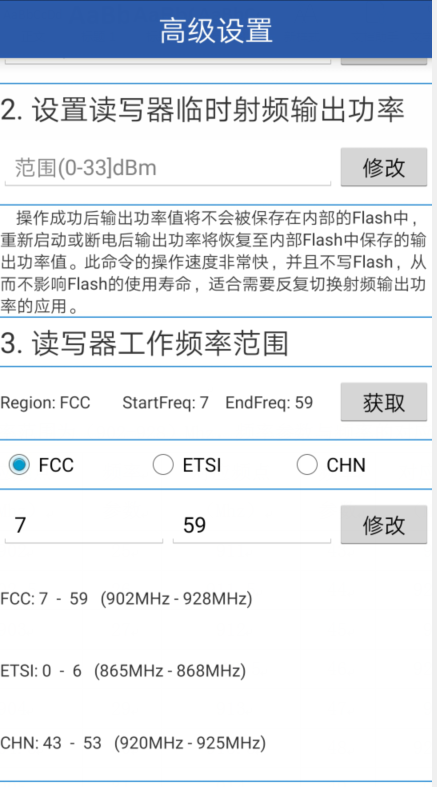 高级设置
2. 设置读写器临时射频输出功率
范围(0-33]dBm 修改
操作成功后输出功率值将不会被保存在内部的Flash中，
重新启动或断电后输出功率将恢复至内部Flash中保存的输
出功率值。此命令的操作速度非常快，并且不写Flash，从
而不影响Flash的使用寿命，适合需要反复切换射频输出功
率的应用。
3. 读写器工作频率范围
Region: FCC StartFreq: 7 EndFreq: 59 获取
FCC ETSI CHN
7 59 修改
FCC: 7 - 59 (902MHz - 928MHz)
ETSI: 0 - 6 (865MHz - 868MHz)
CHN: 43 - 53 (920MHz - 925MHz)